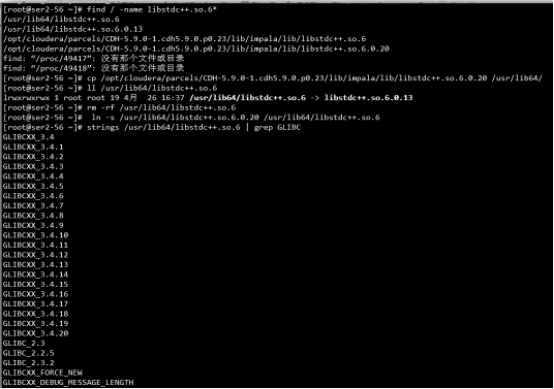 [root@ser2-56 ~]# find / -name libstdc++.so.6*
/usr/lib64/libstdc++.so.6
/usr/lib64/libstdc++.so.6.0.13
/opt/cloudera/parcels/CDH-5.9.0-1.cdh5.9.0.p0.23/lib/impala/lib/libstdc++.so.6
/opt/cloudera/parcels/CDH-5.9.0-1.cdh5.9.0.p0.23/lib/impala/lib/libstdc++.so.6.0.20
find: “/proc/49417”: 没有那个文件或目录
find: “/proc/49418”: 没有那个文件或目录
[root@ser2-56 ~]# cp /opt/cloudera/parcels/CDH-5.9.0-1.cdh5.9.0.p0.23/lib/impala/lib/libstdc++.so.6.0.20 /usr/lib64/
[root@ser2-56 ~]# ll /usr/lib64/libstdc++.so.6
lrwxrwxrwx 1 root root 19 4月  26 16:37 /usr/lib64/libstdc++.so.6 -> libstdc++.so.6.0.13
[root@ser2-56 ~]# rm -rf /usr/lib64/libstdc++.so.6
[root@ser2-56 ~]#  ln -s /usr/lib64/libstdc++.so.6.0.20 /usr/lib64/libstdc++.so.6
[root@ser2-56 ~]# strings /usr/lib64/libstdc++.so.6 | grep GLIBC
GLIBCXX_3.4
GLIBCXX_3.4.1
GLIBCXX_3.4.2
GLIBCXX_3.4.3
GLIBCXX_3.4.4
GLIBCXX_3.4.5
GLIBCXX_3.4.6
GLIBCXX_3.4.7
GLIBCXX_3.4.8
GLIBCXX_3.4.9
GLIBCXX_3.4.10
GLIBCXX_3.4.11
GLIBCXX_3.4.12
GLIBCXX_3.4.13
GLIBCXX_3.4.14
GLIBCXX_3.4.15
GLIBCXX_3.4.16
GLIBCXX_3.4.17
GLIBCXX_3.4.18
GLIBCXX_3.4.19
GLIBCXX_3.4.20
GLIBC_2.3
GLIBC_2.2.5
GLIBC_2.3.2
GLIBCXX_FORCE_NEW
GLIBCXX_DEBUG_MESSAGE_LENGTH